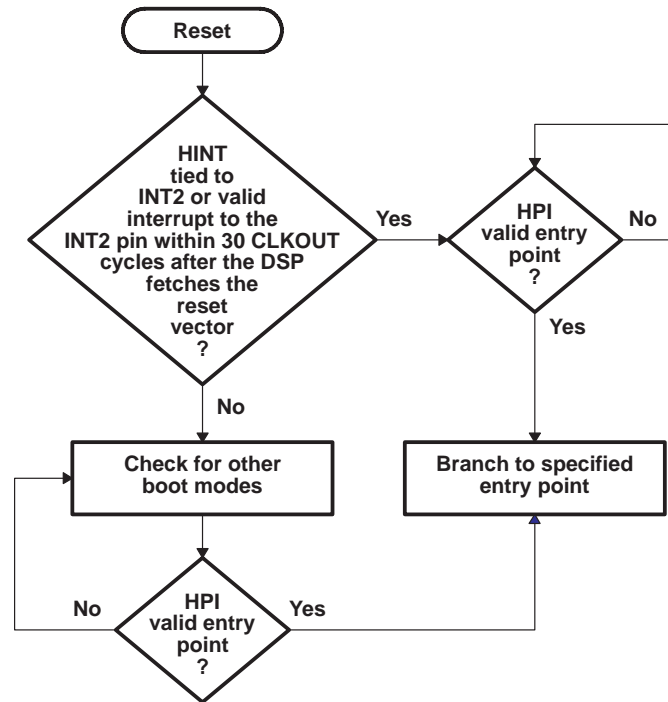 Reset
HINT
tied to
INT2 or valid
interrupt to the
INT2 pin within 30 CLKOUT
cycles after the DSP
fetches the
reset
vector
?
Yes
HPI
valid entry
point
?
No
Yes
No
Check for other
boot modes
Branch to specified
entry point
No
HPI
valid entry
point
?
Yes